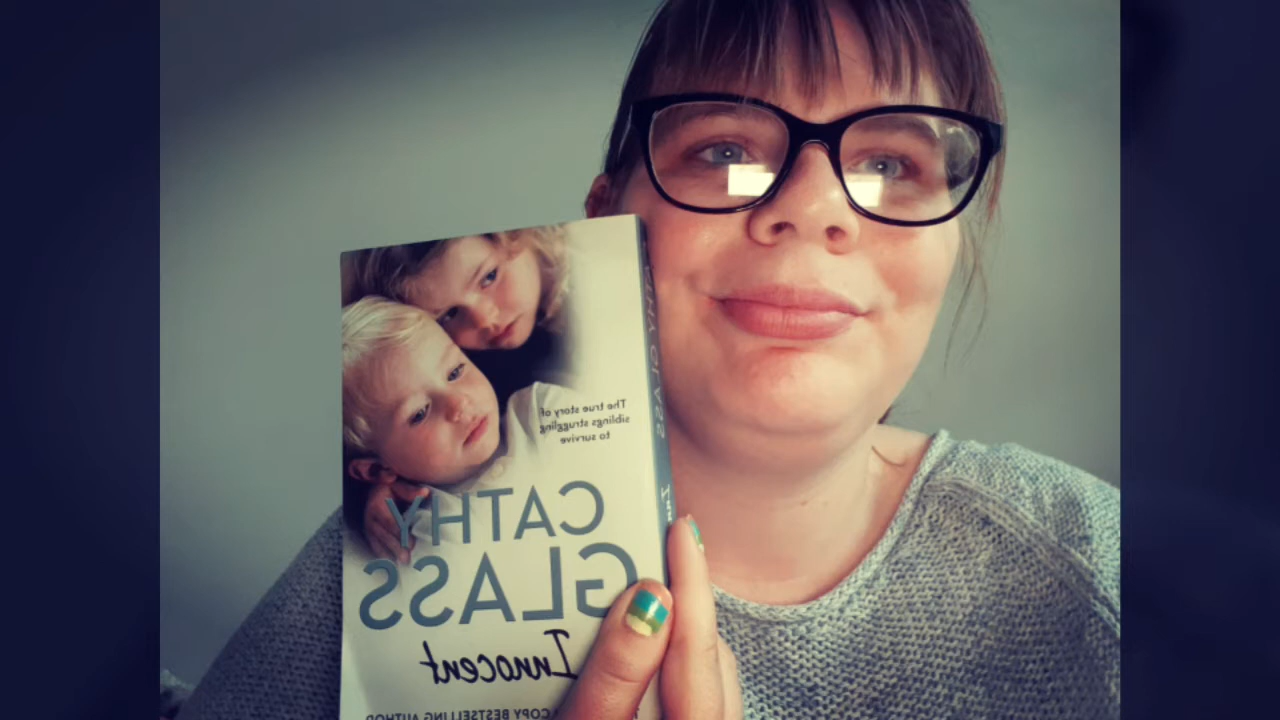 The true story of
siblings struggling
to survive
CATHY
GLASS
Innocent
COPY BESTSELLING AUTHOR
CATHY GLASS